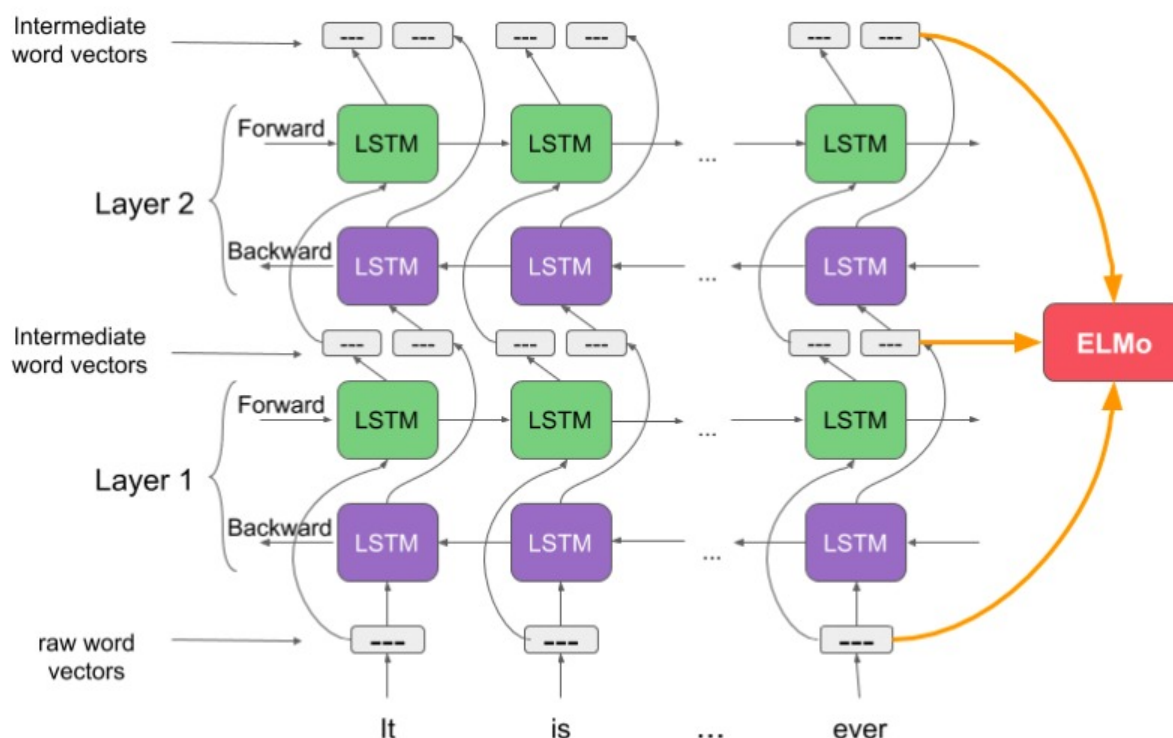 Intermediate
word vectors
--- --- --- --- --- ---
Forward
LSTM LSTM ... LSTM
Layer 2
Backward
LSTM LSTM ... LSTM
Intermediate
word vectors
--- --- --- --- --- ---
ELMo
Forward
LSTM LSTM ... LSTM
Layer 1
Backward
LSTM LSTM ... LSTM
raw word
vectors
--- --- ---
It is ... ever